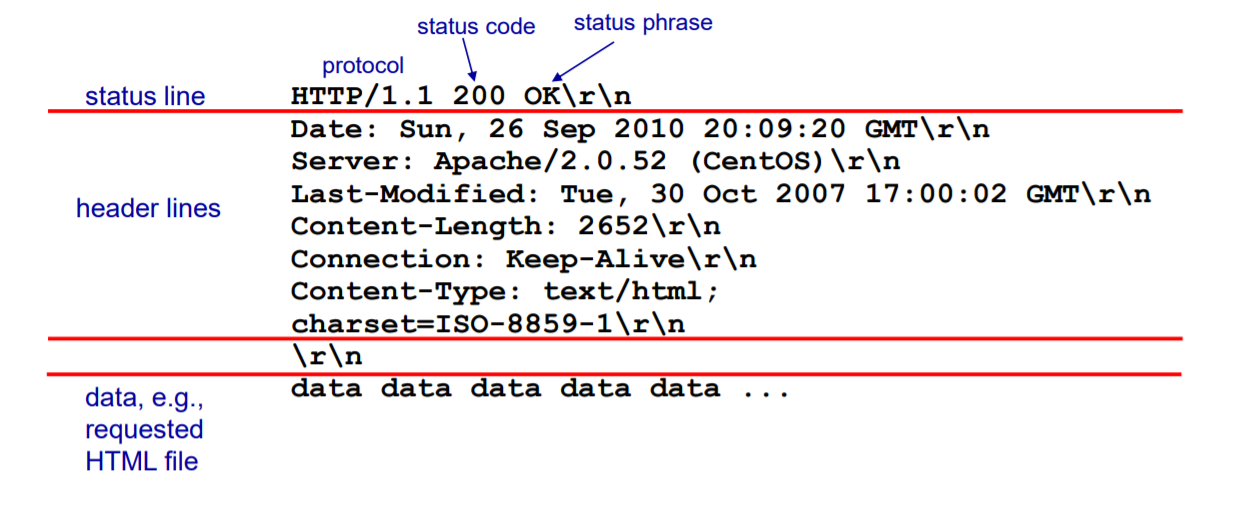 status code status phrase
protocol
status line HTTP/1.1 200 OK\r\n
Date: Sun, 26 Sep 2010 20:09:20 GMT\r\n
Server: Apache/2.0.52 (CentOS)\r\n
Last-Modified: Tue, 30 Oct 2007 17:00:02 GMT\r\n
header lines
Content-Length: 2652\r\n
Connection: Keep-Alive\r\n
Content-Type: text/html;
charset=ISO-8859-1\r\n
\r\n
data data data data data ...
data, e.g.,
requested
HTML file